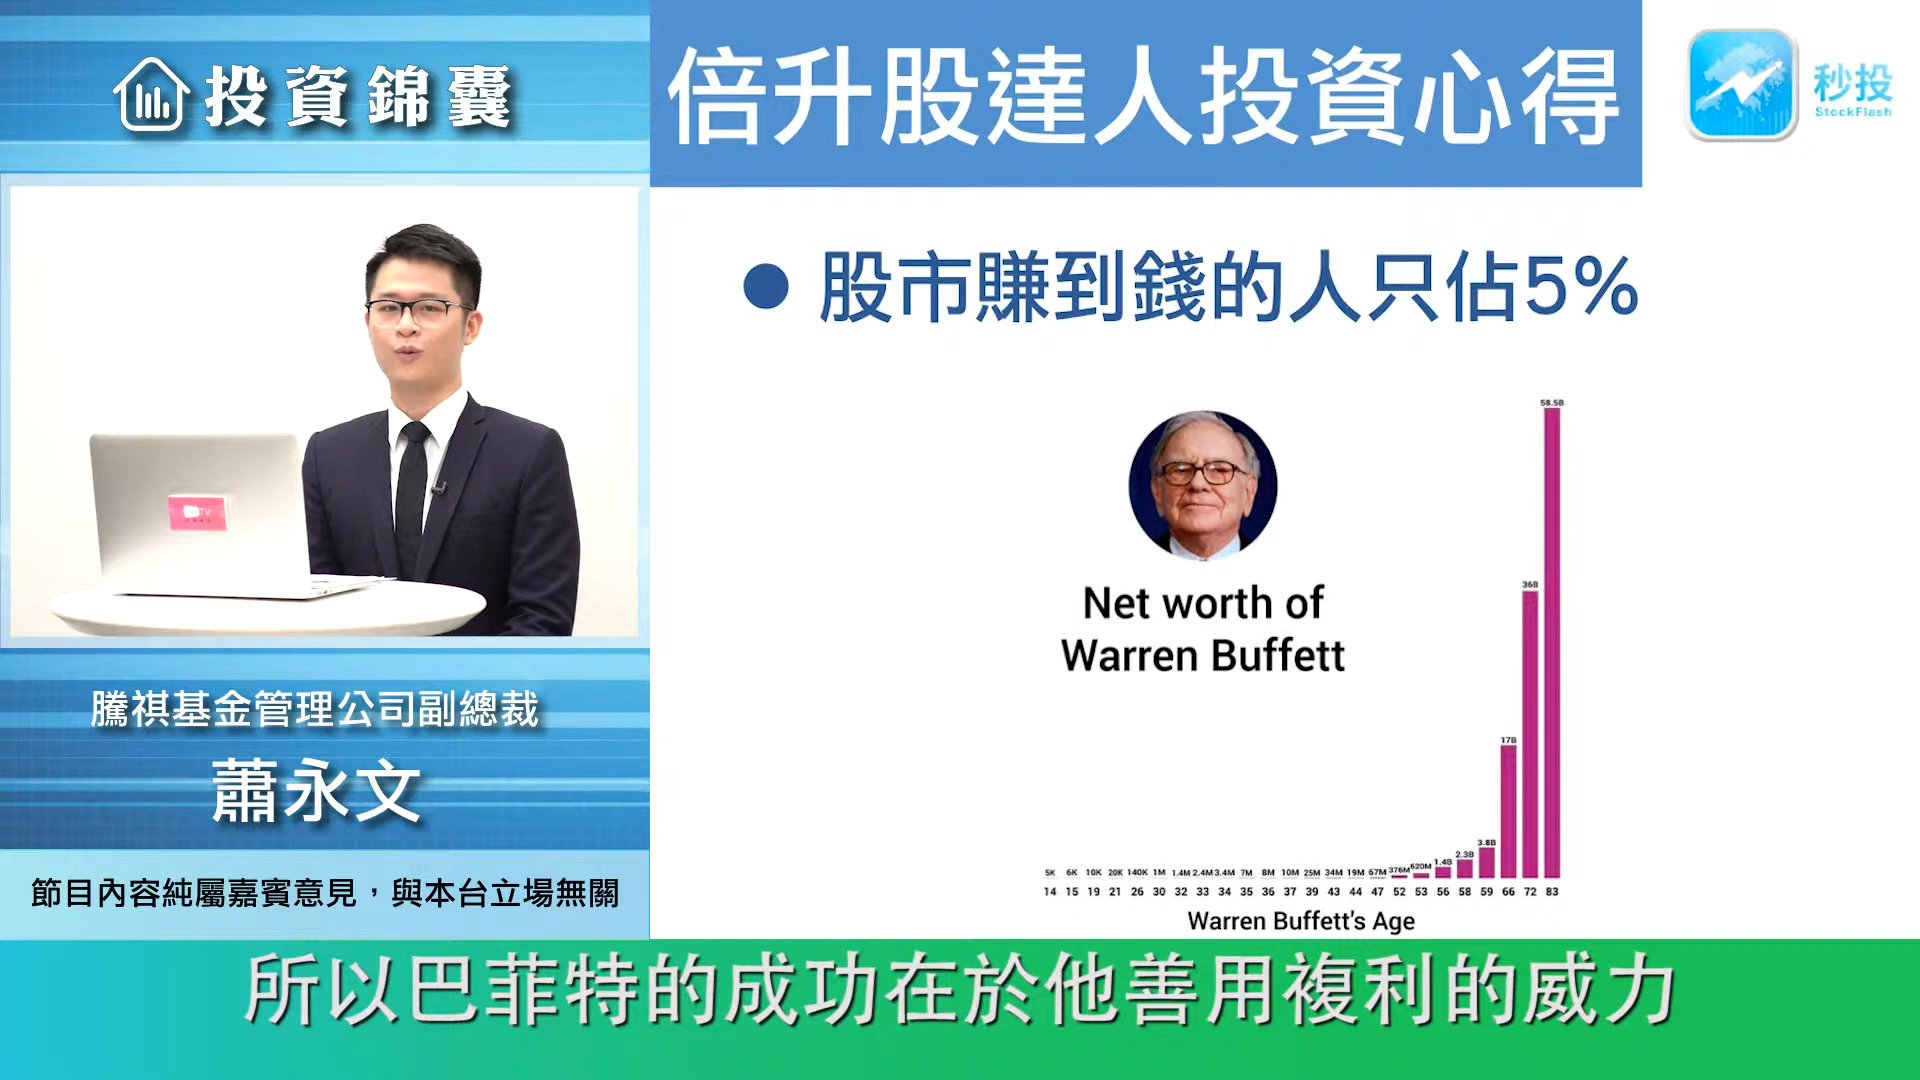 投資錦囊
倍升股達人投資心得
秒投
StockFlash
股市賺到錢的人只佔5%
Net worth of
Warren Buffett
5K 6K 10K 20K 140K 1M 1.4M 2.4M 3.4M 7M 8M 10M 25M 34M 19M 67M 376M 620M 1.4B 2.3B 3.8B 17B 36B 58.5B
14 15 19 21 26 30 32 33 34 35 36 37 39 43 44 47 52 53 56 58 59 66 72 83
Warren Buffett's Age
騰祺基金管理公司副總裁
蕭永文
節目內容純屬嘉賓意見，與本台立場無關
所以巴菲特的成功在於他善用複利的威力